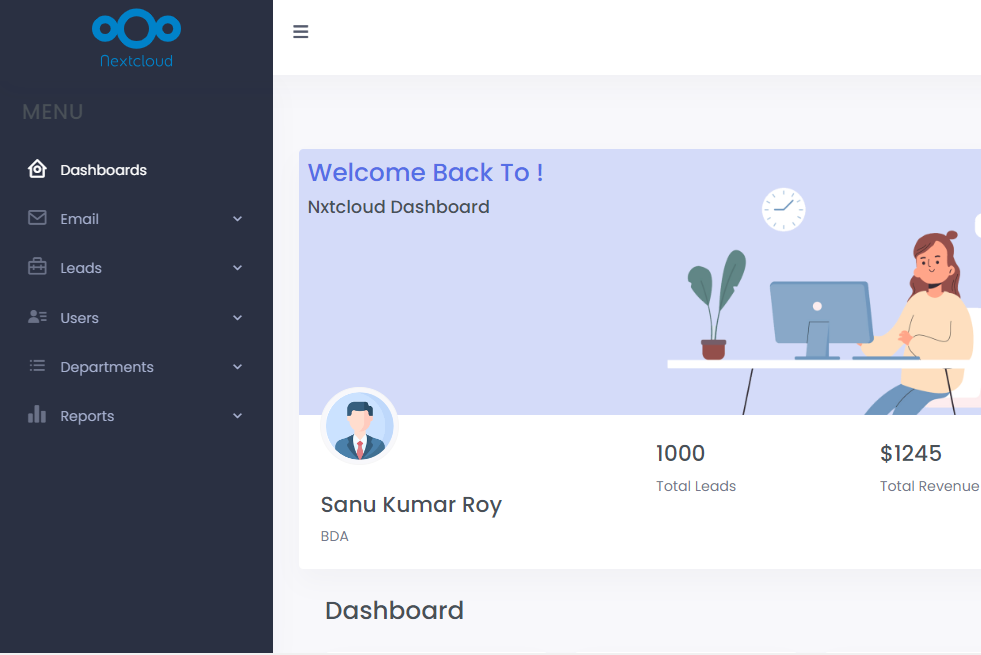 Nextcloud
MENU
Dashboards
Email
Leads
Users
Departments
Reports
Welcome Back To !
Nxtcloud Dashboard
1000
Total Leads
$1245
Total Revenue
Sanu Kumar Roy
BDA
Dashboard